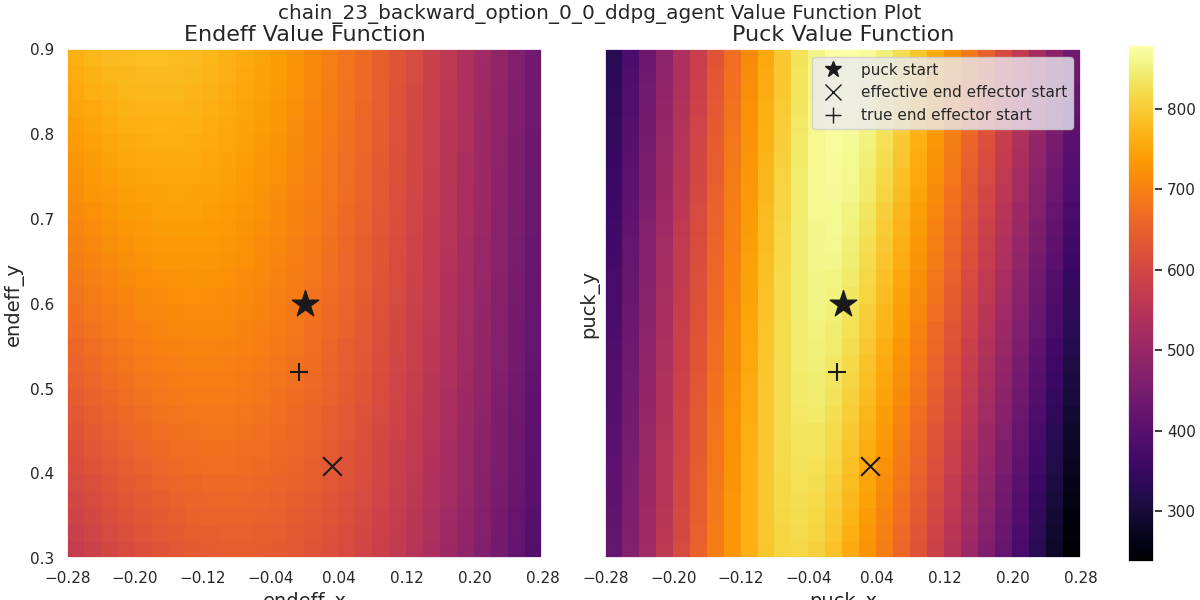 chain_23_backward_option_0_0_ddpg_agent Value Function Plot
Endeff Value Function
Puck Value Function
puck start
effective end effector start
true end effector start
endeff_y
0.9
0.8
0.7
0.6
0.5
0.4
0.3
−0.28 −0.20 −0.12 −0.04 0.04 0.12 0.20 0.28
endeff_x
puck_y
−0.28 −0.20 −0.12 −0.04 0.04 0.12 0.20 0.28
puck_x
800
700
600
500
400
300